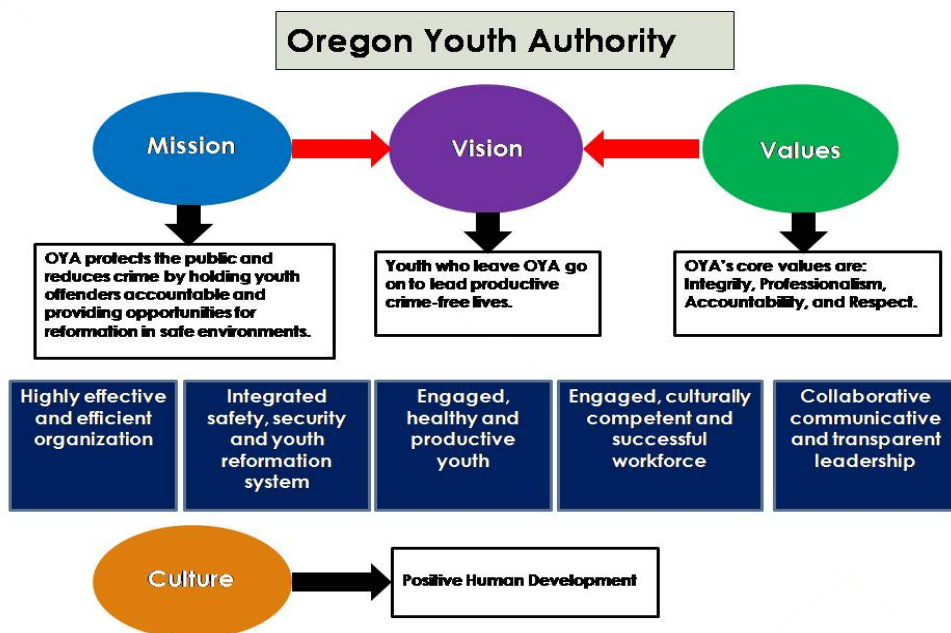 Oregon Youth Authority
Mission
Vision
Values
OYA protects the public and
reduces crime by holding youth
offenders accountable and
providing opportunities for
reformation in safe environments.
Youth who leave OYA go
on to lead productive
crime-free lives.
OYA's core values are:
Integrity, Professionalism,
Accountability, and Respect.
Highly effective
and efficient
organization
Integrated
safety, security
and youth
reformation
system
Engaged,
healthy and
productive
youth
Engaged, culturally
competent and
successful
workforce
Collaborative
communicative
and transparent
leadership
Culture
Positive Human Development